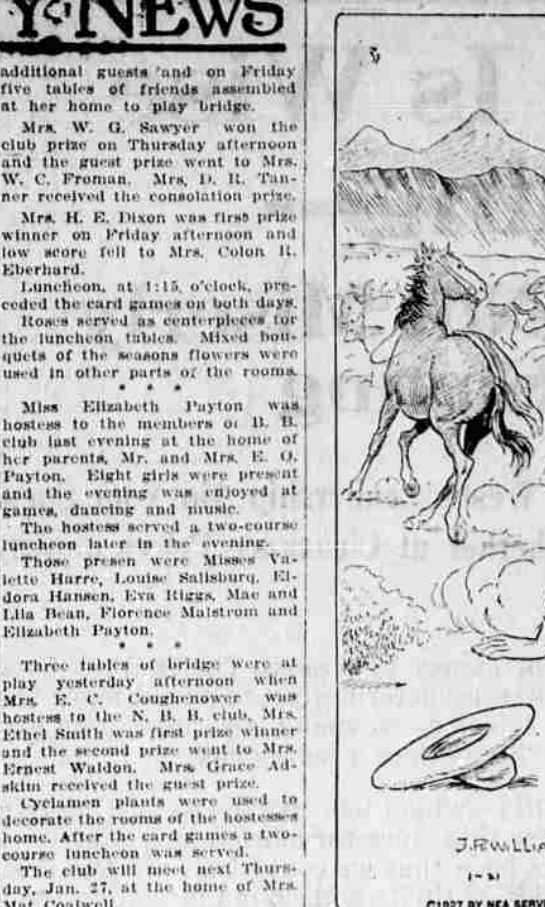 Y NEWS
additional guests and on Friday
five tables of friends assembled
at her home to play bridge.
Mrs. W. G. Sawyer won the
club prize on Thursday afternoon
and the guest prize went to Mrs.
W. C. Froman. Mrs. D. R. Tan-
ner received the consolation prize.
Mrs. H. E. Dixon was first prize
winner on Friday afternoon and
low score fell to Mrs. Colon R.
Eberhard.
Luncheon, at 1:15 o'clock, pre-
ceded the card games on both days.
Roses served as centerpieces for
the luncheon tables. Mixed bou-
quets of the seasons flowers were
used in other parts of the rooms.
* * *
Miss Elizabeth Payton was
hostess to the members of B. B.
club last evening at the home of
her parents, Mr. and Mrs. E. O.
Payton. Eight girls were present
and the evening was enjoyed at
games, dancing and music.
The hostess served a two-course
luncheon later in the evening.
Those presen were Misses Va-
lette Harre, Louise Salisburq, El-
dora Hansen, Eva Riggs, Mae and
Lila Bean, Florence Malstrom and
Elizabeth Payton.
* * *
Three tables of bridge were at
play yesterday afternoon when
Mrs. E. C. Coughenower was
hostess to the N. B. B. club. Mrs.
Ethel Smith was first prize winner
and the second prize went to Mrs.
Ernest Waldon. Mrs. Grace Ad-
skim received the guest prize.
Cyclamen plants were used to
decorate the rooms of the hostesses
home. After the card games a two-
course luncheon was served.
The club will meet next Thurs-
day, Jan. 27, at the home of Mrs.
Mat Coalwell.
J.R. WILLIA
1-21
©1927 BY NEA SERV